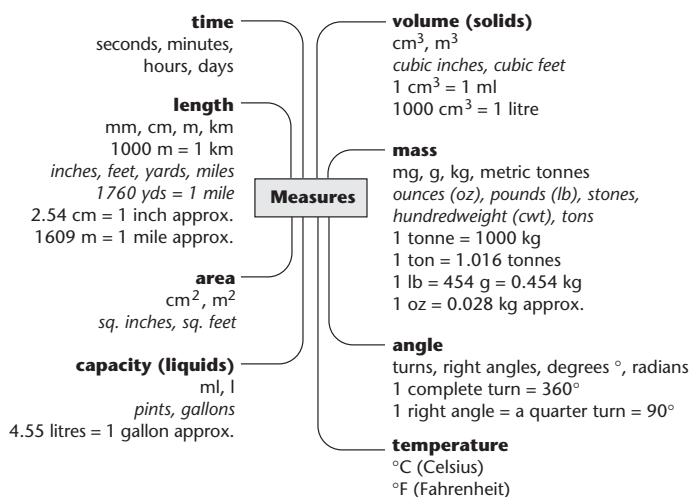 time
seconds, minutes,
hours, days
length
mm, cm, m, km
1000 m = 1 km
inches, feet, yards, miles
1760 yds = 1 mile
2.54 cm = 1 inch approx.
1609 m = 1 mile approx.
area
cm², m²
sq. inches, sq. feet
capacity (liquids)
ml, l
pints, gallons
4.55 litres = 1 gallon approx.
Measures
volume (solids)
cm³, m³
cubic inches, cubic feet
1 cm³ = 1 ml
1000 cm³ = 1 litre
mass
mg, g, kg, metric tonnes
ounces (oz), pounds (lb), stones,
hundredweight (cwt), tons
1 tonne = 1000 kg
1 ton = 1.016 tonnes
1 lb = 454 g = 0.454 kg
1 oz = 0.028 kg approx.
angle
turns, right angles, degrees °, radians
1 complete turn = 360°
1 right angle = a quarter turn = 90°
temperature
°C (Celsius)
°F (Fahrenheit)